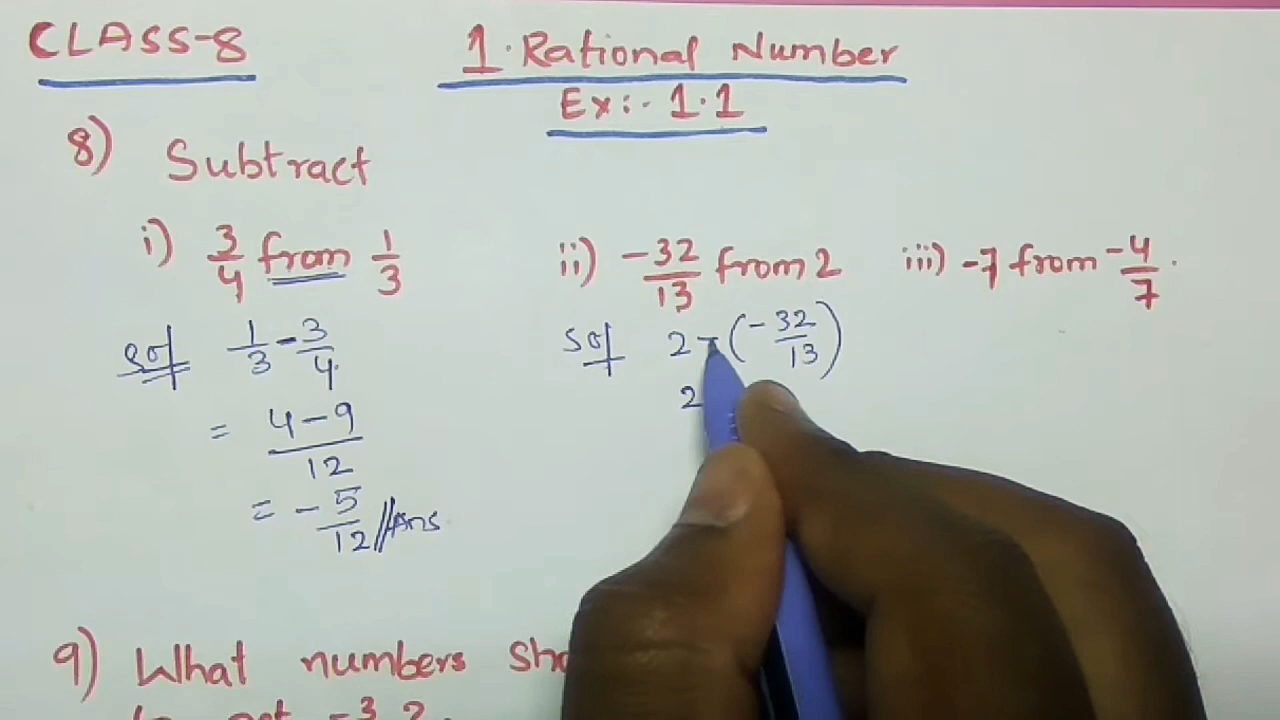 CLASS-8
1. Rational Number
Ex:- 1.1
8) Subtract
i) 3/4 from 1/3
Sol 1/3 - 3/4
= 4-9/12
= -5/12 // Ans
ii) -32/13 from 2
Sol 2-(-32/13)
2
iii) -7 from -4/7.
9) What numbers